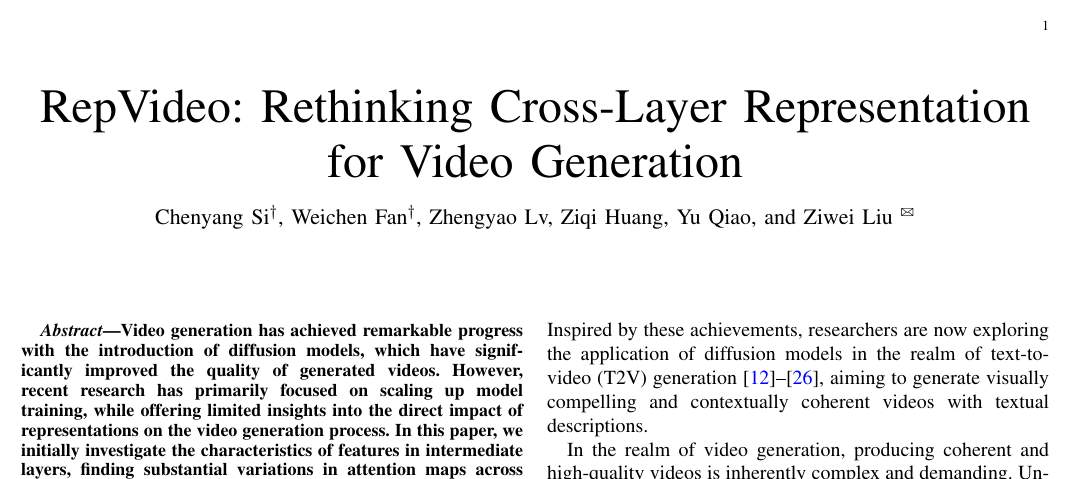 1
RepVideo: Rethinking Cross-Layer Representation
for Video Generation
Chenyang Si†, Weichen Fan†, Zhengyao Lv, Ziqi Huang, Yu Qiao, and Ziwei Liu ✉
Abstract—Video generation has achieved remarkable progress
with the introduction of diffusion models, which have signif-
icantly improved the quality of generated videos. However,
recent research has primarily focused on scaling up model
training, while offering limited insights into the direct impact of
representations on the video generation process. In this paper, we
initially investigate the characteristics of features in intermediate
layers, finding substantial variations in attention maps across
Inspired by these achievements, researchers are now exploring
the application of diffusion models in the realm of text-to-
video (T2V) generation [12]–[26], aiming to generate visually
compelling and contextually coherent videos with textual
descriptions.
In the realm of video generation, producing coherent and
high-quality videos is inherently complex and demanding. Un-